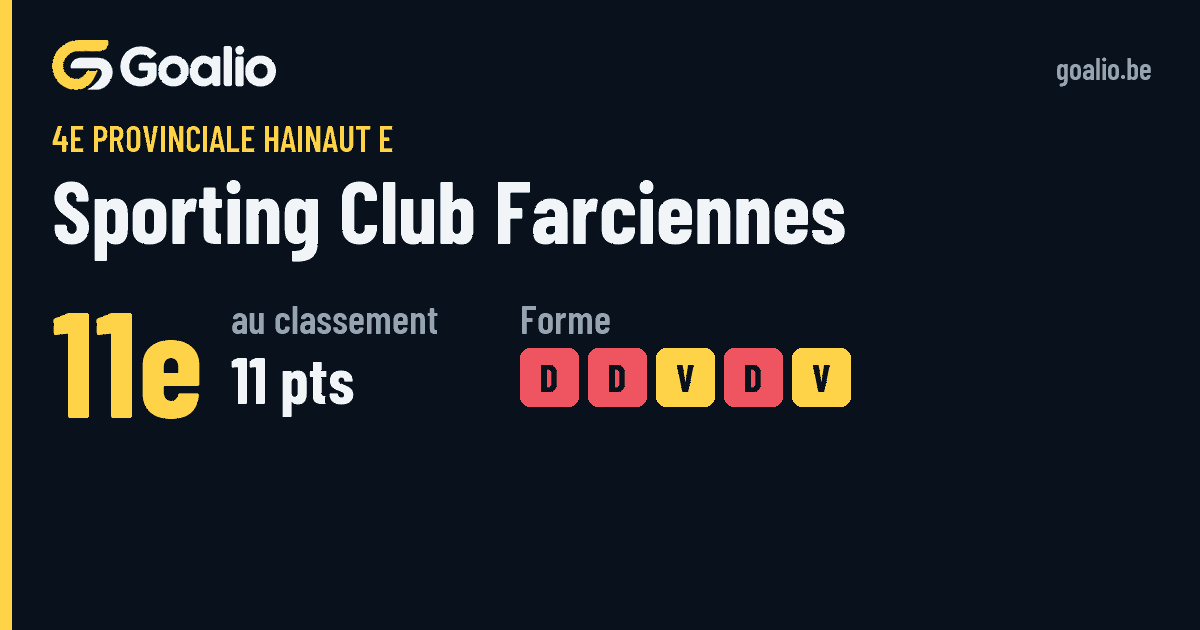 Goalio
goalio.be
4E PROVINCIALE HAINAUT E
Sporting Club Farciennes
11e
au classement
11 pts
Forme
D D V D V